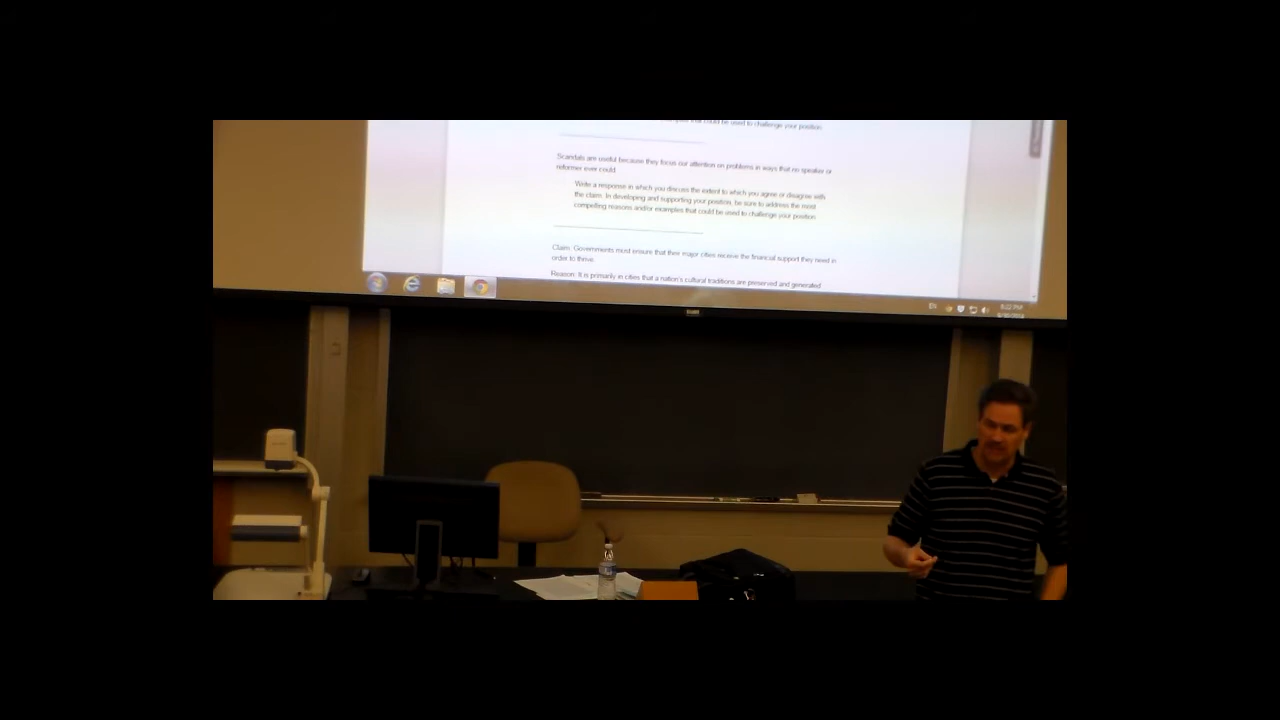 examples that could be used to challenge your position.
Scandals are useful because they focus our attention on problems in ways that no speaker or
reformer ever could.
Write a response in which you discuss the extent to which you agree or disagree with
the claim. In developing and supporting your position, be sure to address the most
compelling reasons and/or examples that could be used to challenge your position.
Claim: Governments must ensure that their major cities receive the financial support they need in
order to thrive.
Reason: It is primarily in cities that a nation's cultural traditions are preserved and generated.
EN